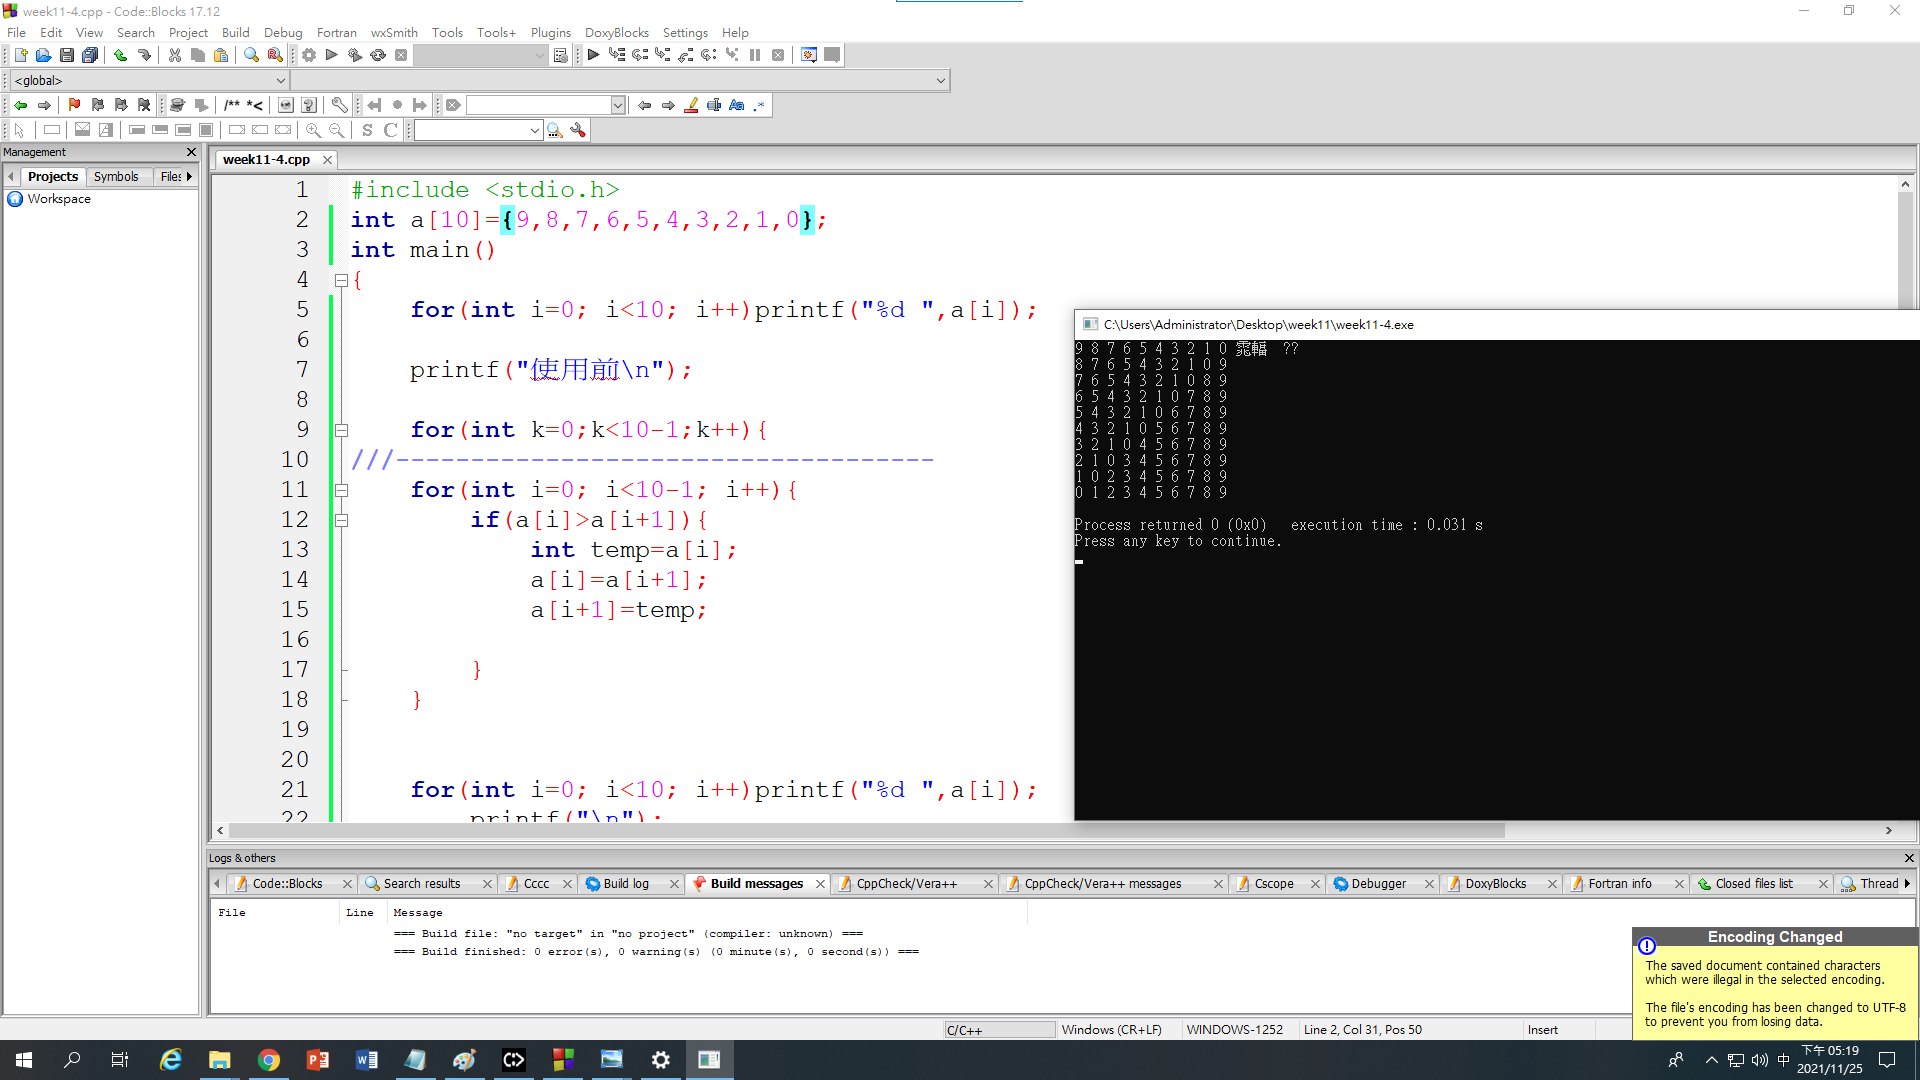 week11-4.cpp - Code::Blocks 17.12
File Edit View Search Project Build Debug Fortran wxSmith Tools Tools+ Plugins DoxyBlocks Settings Help
<global>
/** *<
Aa .*
S C
Management
Projects Symbols Files
Workspace
week11-4.cpp
1 #include <stdio.h>
2 int a[10]={9,8,7,6,5,4,3,2,1,0};
3 int main()
4 {
5 for(int i=0; i<10; i++)printf("%d ",a[i]);
6
7 printf("使用前\n");
8
9 for(int k=0;k<10-1;k++){
10 ///------------------------------------
11 for(int i=0; i<10-1; i++){
12 if(a[i]>a[i+1]){
13 int temp=a[i];
14 a[i]=a[i+1];
15 a[i+1]=temp;
16
17 }
18 }
19
20
21 for(int i=0; i<10; i++)printf("%d ",a[i]);
22 printf("\n");
C:\Users\Administrator\Desktop\week11\week11-4.exe
9 8 7 6 5 4 3 2 1 0 ??
8 7 6 5 4 3 2 1 0 9
7 6 5 4 3 2 1 0 8 9
6 5 4 3 2 1 0 7 8 9
5 4 3 2 1 0 6 7 8 9
4 3 2 1 0 5 6 7 8 9
3 2 1 0 4 5 6 7 8 9
2 1 0 3 4 5 6 7 8 9
1 0 2 3 4 5 6 7 8 9
0 1 2 3 4 5 6 7 8 9
Process returned 0 (0x0) execution time : 0.031 s
Press any key to continue.
Logs & others
Code::Blocks Search results Cccc Build log Build messages CppCheck/Vera++ CppCheck/Vera++ messages Cscope Debugger DoxyBlocks Fortran info Closed files list Thread
File Line Message
=== Build file: "no target" in "no project" (compiler: unknown) ===
=== Build finished: 0 error(s), 0 warning(s) (0 minute(s), 0 second(s)) ===
Encoding Changed
The saved document contained characters
which were illegal in the selected encoding.
The file's encoding has been changed to UTF-8
to prevent you from losing data.
C/C++ Windows (CR+LF) WINDOWS-1252 Line 2, Col 31, Pos 50 Insert
中 下午 05:19
2021/11/25